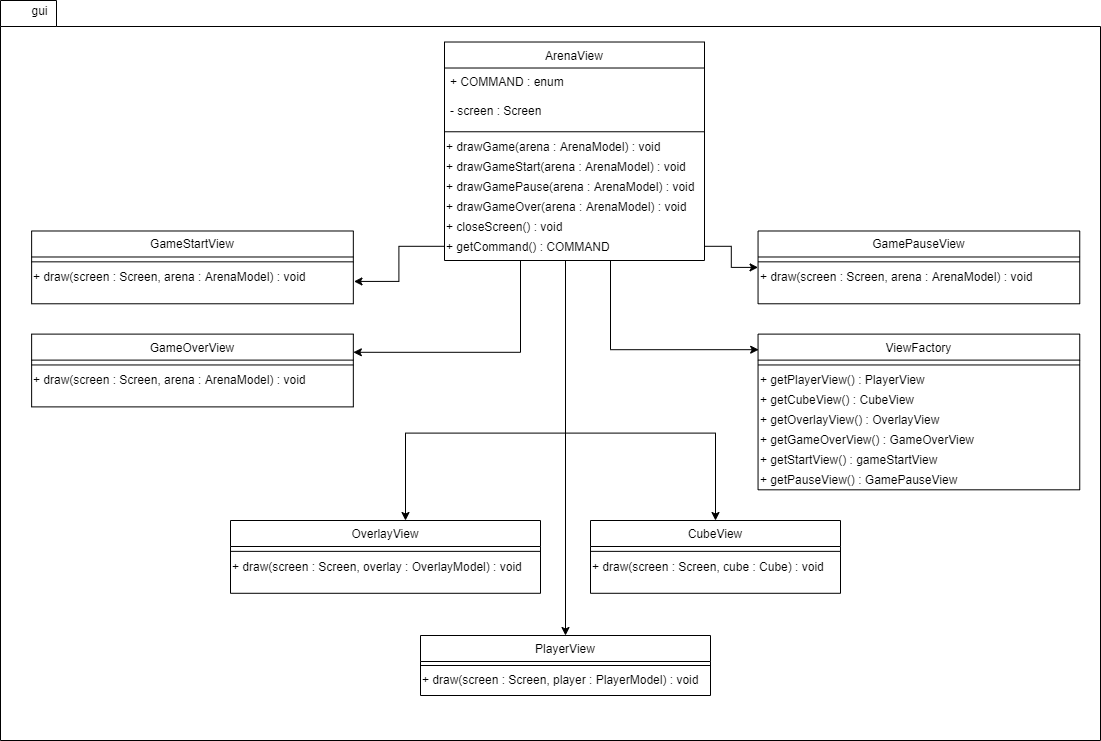 gui
ArenaView
+ COMMAND : enum
- screen : Screen
+ drawGame(arena : ArenaModel) : void
+ drawGameStart(arena : ArenaModel) : void
+ drawGamePause(arena : ArenaModel) : void
+ drawGameOver(arena : ArenaModel) : void
+ closeScreen() : void
+ getCommand() : COMMAND
GameStartView
+ draw(screen : Screen, arena : ArenaModel) : void
GamePauseView
+ draw(screen : Screen, arena : ArenaModel) : void
GameOverView
+ draw(screen : Screen, arena : ArenaModel) : void
ViewFactory
+ getPlayerView() : PlayerView
+ getCubeView() : CubeView
+ getOverlayView() : OverlayView
+ getGameOverView() : GameOverView
+ getStartView() : gameStartView
+ getPauseView() : GamePauseView
OverlayView
+ draw(screen : Screen, overlay : OverlayModel) : void
CubeView
+ draw(screen : Screen, cube : Cube) : void
PlayerView
+ draw(screen : Screen, player : PlayerModel) : void